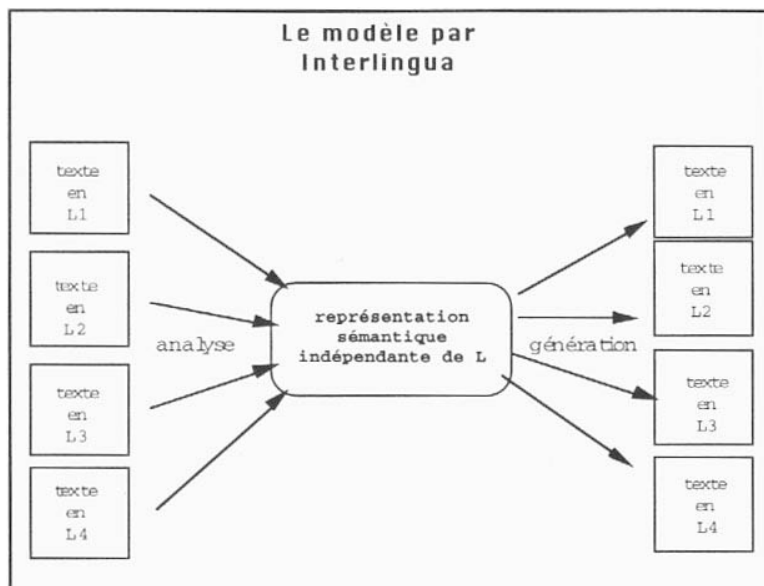 Le modèle par
Interlingua
texte
en
L1
texte
en
L2
texte
en
L3
texte
en
L4
analyse
représentation
sémantique
indépendante de L
génération
texte
en
L1
texte
en
L2
texte
en
L3
texte
en
L4